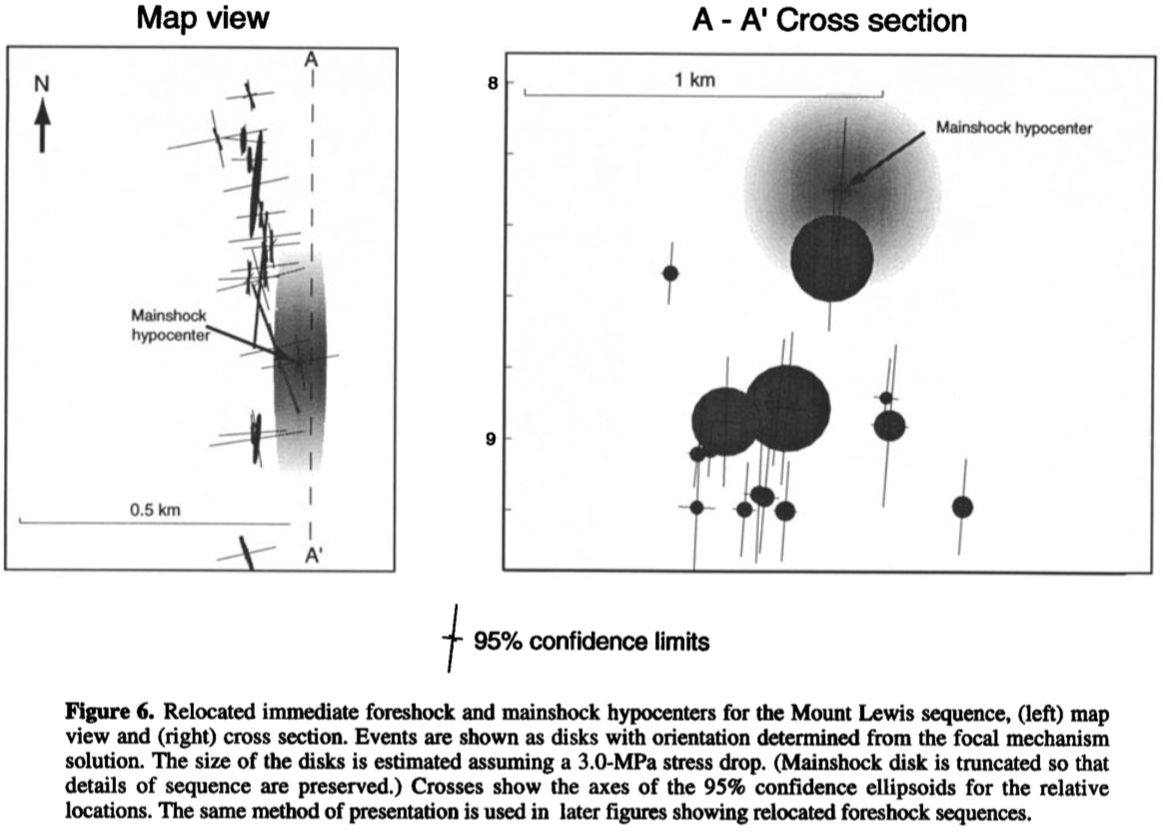 Map view
A - A' Cross section
A
N
8
1 km
Mainshock hypocenter
Mainshock
hypocenter
9
0.5 km
A'
95% confidence limits
Figure 6. Relocated immediate foreshock and mainshock hypocenters for the Mount Lewis sequence, (left) map
view and (right) cross section. Events are shown as disks with orientation determined from the focal mechanism
solution. The size of the disks is estimated assuming a 3.0-MPa stress drop. (Mainshock disk is truncated so that
details of sequence are preserved.) Crosses show the axes of the 95% confidence ellipsoids for the relative
locations. The same method of presentation is used in later figures showing relocated foreshock sequences.